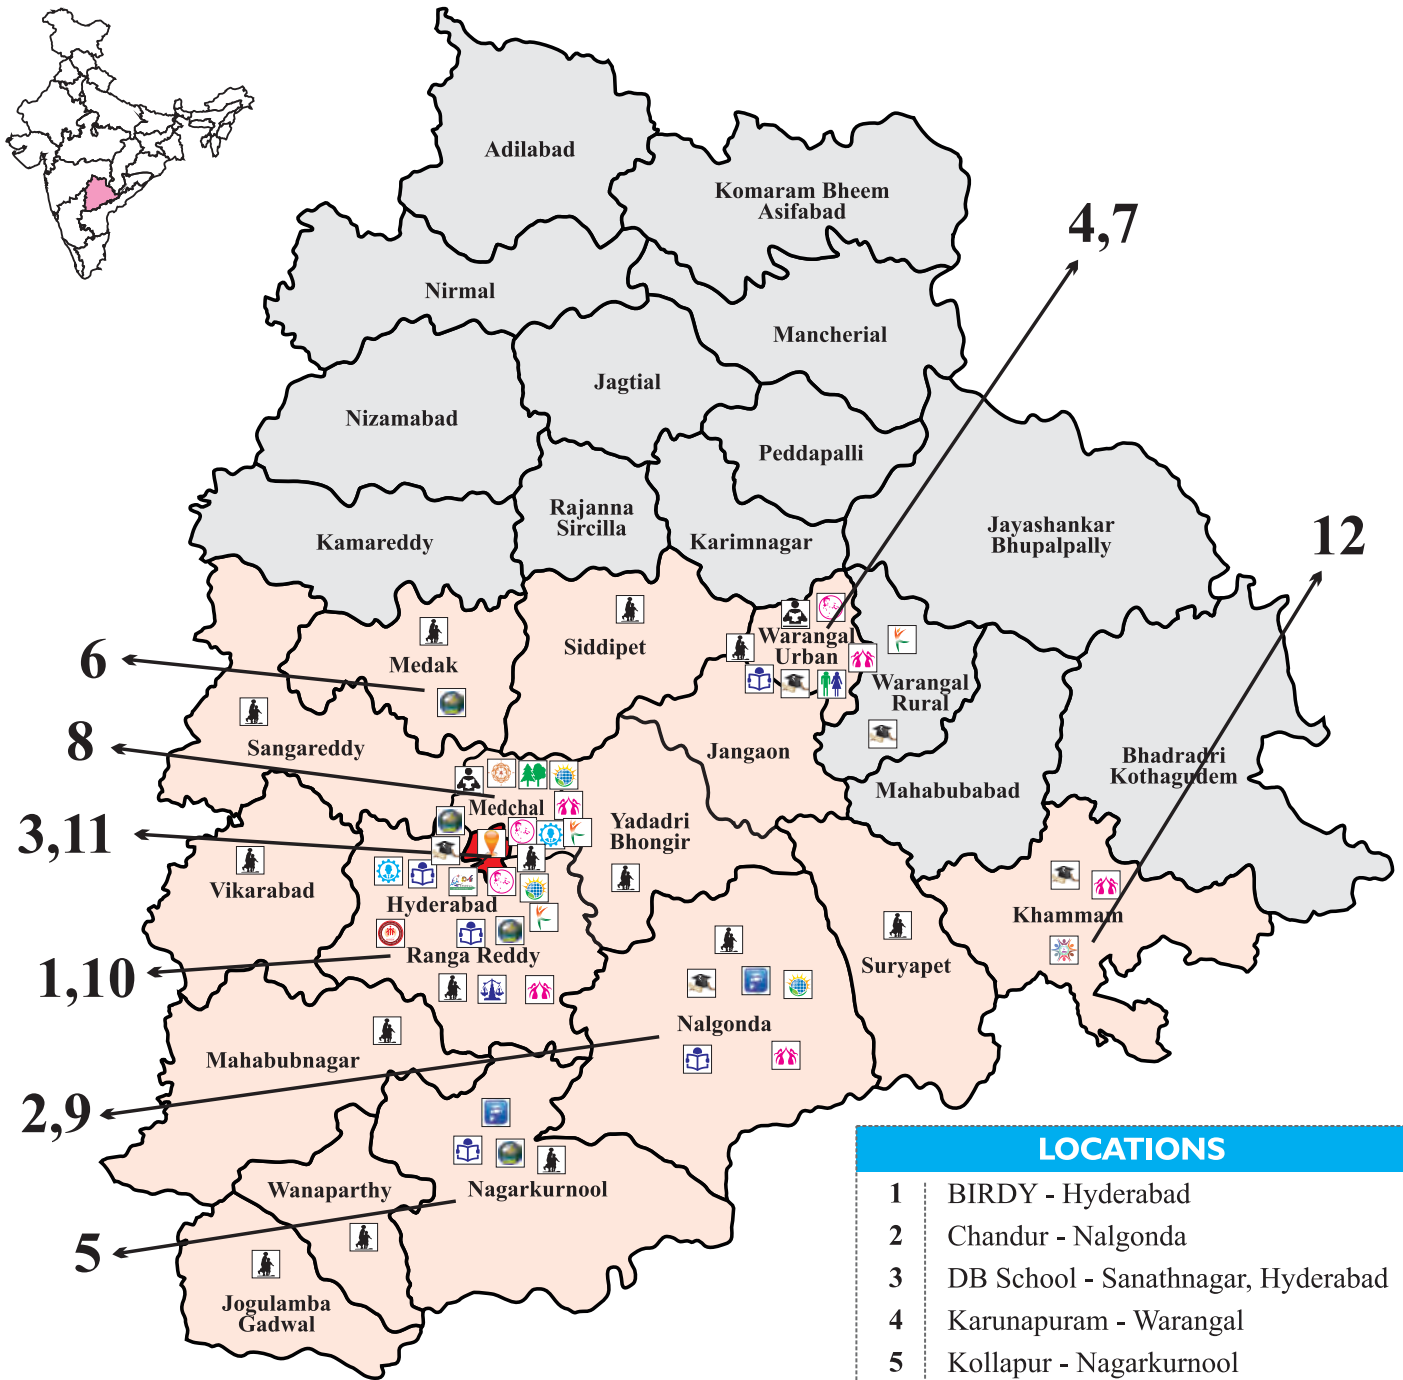 Adilabad
Komaram Bheem
Asifabad
4,7
Nirmal
Mancherial
Jagtial
Nizamabad
Peddapalli
Rajanna
Sircilla
Jayashankar
Bhupalpally
Kamareddy
Karimnagar
12
Warangal
Urban
Siddipet
6
Medak
Warangal
Rural
8
Sangareddy
Jangaon
Bhadradri
Kothagudem
Mahabubabad
Medchal
3,11
Yadadri
Bhongir
Vikarabad
Hyderabad
Khammam
Ranga Reddy
Suryapet
1,10
Nalgonda
Mahabubnagar
2,9
Wanaparthy
Nagarkurnool
5
Jogulamba
Gadwal
LOCATIONS
1 BIRDY - Hyderabad
2 Chandur - Nalgonda
3 DB School - Sanathnagar, Hyderabad
4 Karunapuram - Warangal
5 Kollapur - Nagarkurnool